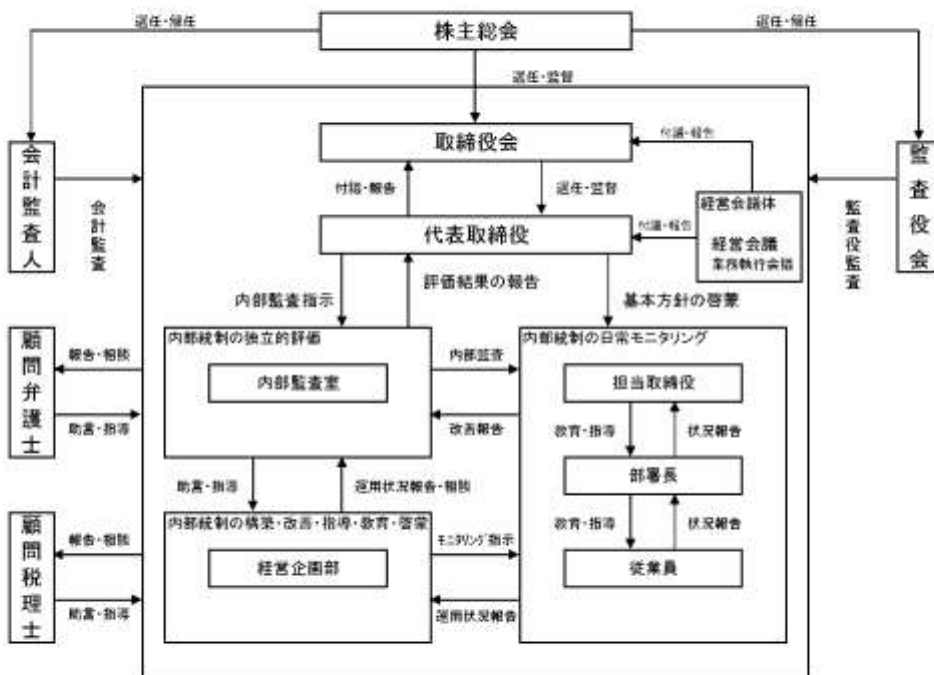 選任・解任
株主総会
選任・解任
選任・監督
会計監査人
会計監査
取締役会
付議・報告
監査役会
監査役監査
付議・報告
選任・監督
経営会議体
経営会議
業務執行会議
代表取締役
付議・報告
内部監査指示
評価結果の報告
基本方針の啓蒙
顧問弁護士
報告・相談
助言・指導
内部統制の独立的評価
内部監査室
内部監査
改善報告
内部統制の日常モニタリング
担当取締役
教育・指導
状況報告
部署長
教育・指導
状況報告
従業員
助言・指導
運用状況報告・相談
顧問税理士
報告・相談
助言・指導
内部統制の構築・改善・指導・教育・啓蒙
経営企画部
モニタリング指示
運用状況報告